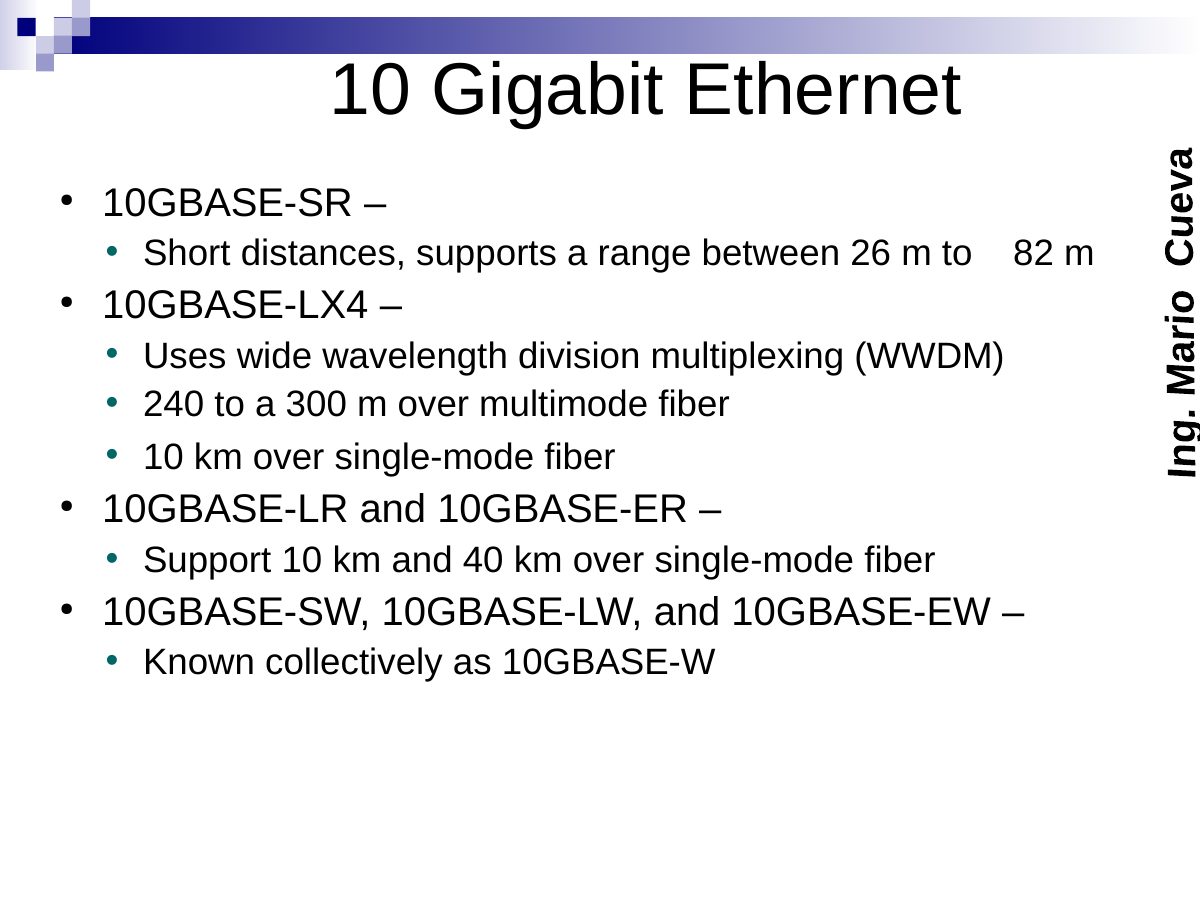 10 Gigabit Ethernet
• 10GBASE-SR –
• Short distances, supports a range between 26 m to 82 m
• 10GBASE-LX4 –
• Uses wide wavelength division multiplexing (WWDM)
• 240 to a 300 m over multimode fiber
• 10 km over single-mode fiber
• 10GBASE-LR and 10GBASE-ER –
• Support 10 km and 40 km over single-mode fiber
• 10GBASE-SW, 10GBASE-LW, and 10GBASE-EW –
• Known collectively as 10GBASE-W
Ing. Mario Cueva